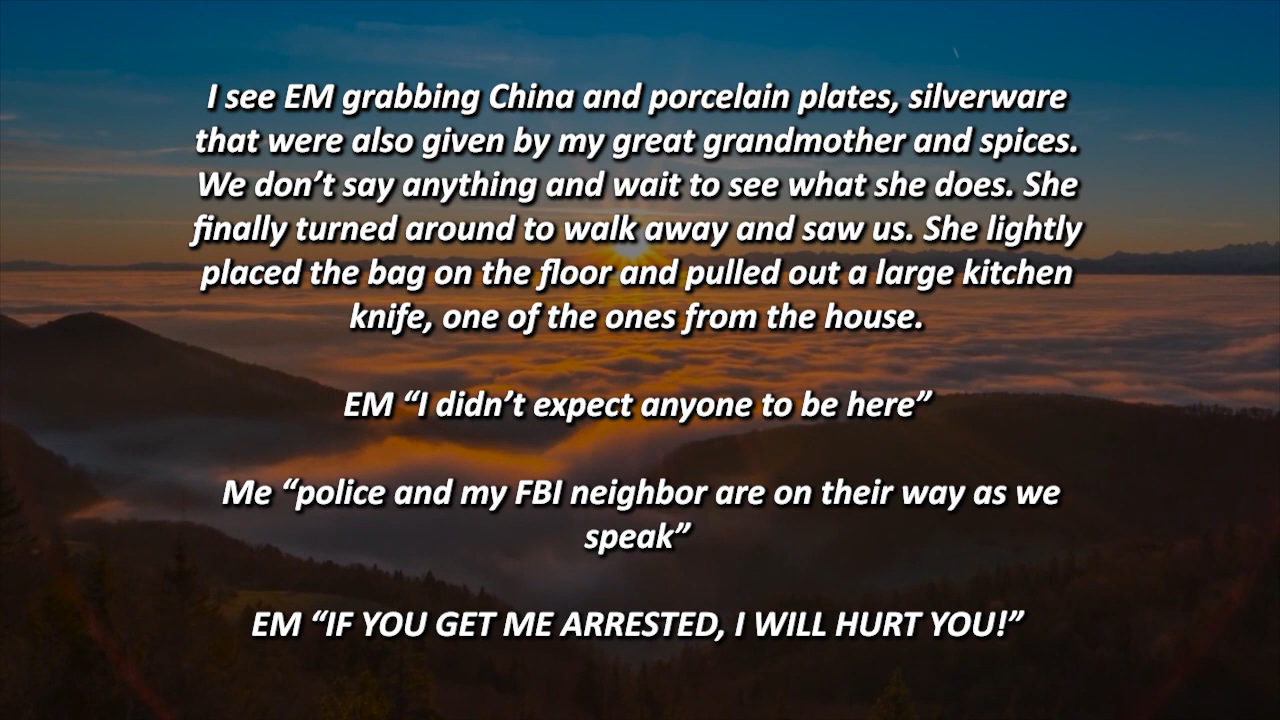 I see EM grabbing China and porcelain plates, silverware
that were also given by my great grandmother and spices.
We don’t say anything and wait to see what she does. She
finally turned around to walk away and saw us. She lightly
placed the bag on the floor and pulled out a large kitchen
knife, one of the ones from the house.
EM “I didn’t expect anyone to be here”
Me “police and my FBI neighbor are on their way as we
speak”
EM “IF YOU GET ME ARRESTED, I WILL HURT YOU!”